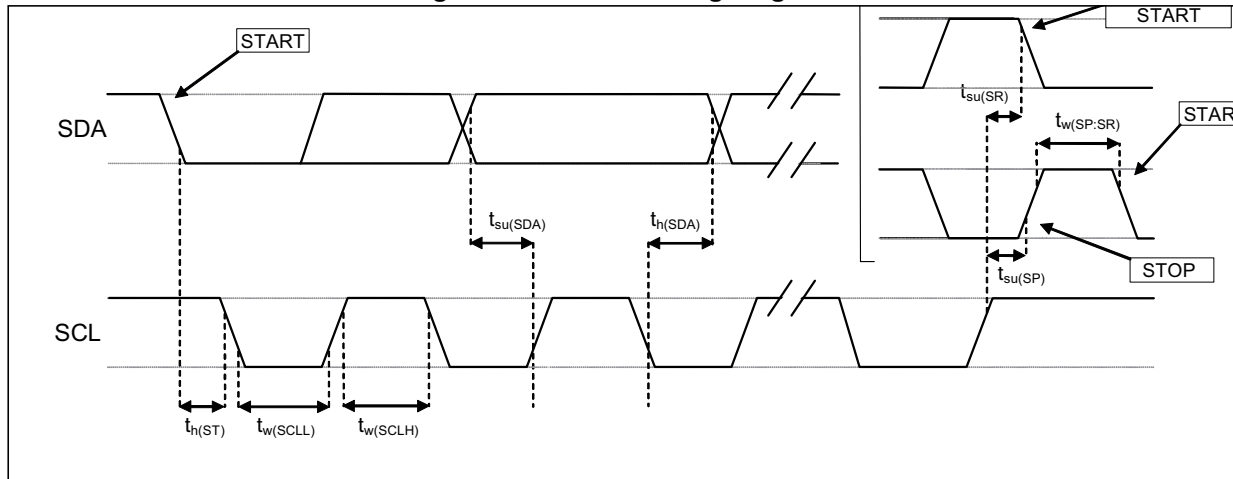 START
START
SDA
t_su(SR)
t_w(SP:SR)
STAR
t_su(SDA)
t_h(SDA)
t_su(SP)
STOP
SCL
t_h(ST)
t_w(SCLL)
t_w(SCLH)